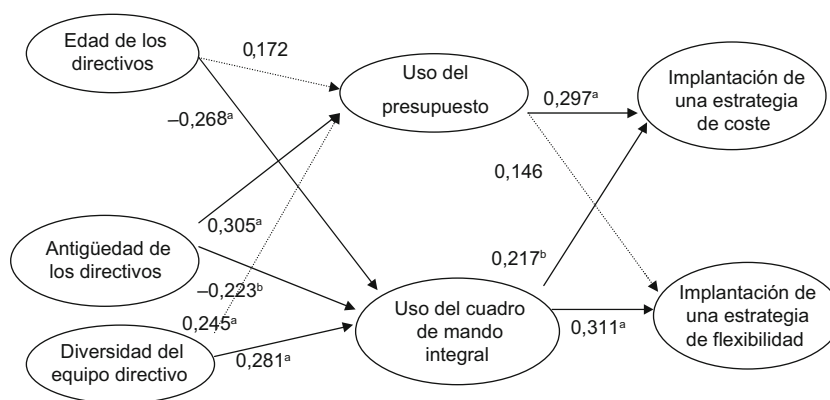 Edad de los
directivos
0,172
Uso del
presupuesto
Implantación de
una estrategia
de coste
0,297ᵃ
–0,268ᵃ
0,146
Antigüedad de
los directivos
0,305ᵃ
0,217ᵇ
–0,223ᵇ
Uso del cuadro
de mando
integral
Implantación de
una estrategia
de flexibilidad
0,245ᵃ
0,311ᵃ
Diversidad del
equipo directivo
0,281ᵃ